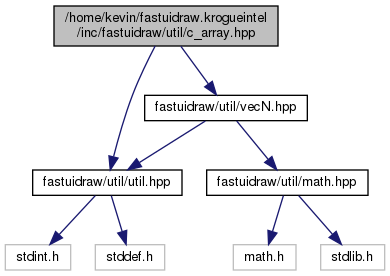 /home/kevin/fastuidraw.krogueintel
/inc/fastuidraw/util/c_array.hpp
fastuidraw/util/vecN.hpp
fastuidraw/util/util.hpp
fastuidraw/util/math.hpp
stdint.h
stddef.h
math.h
stdlib.h